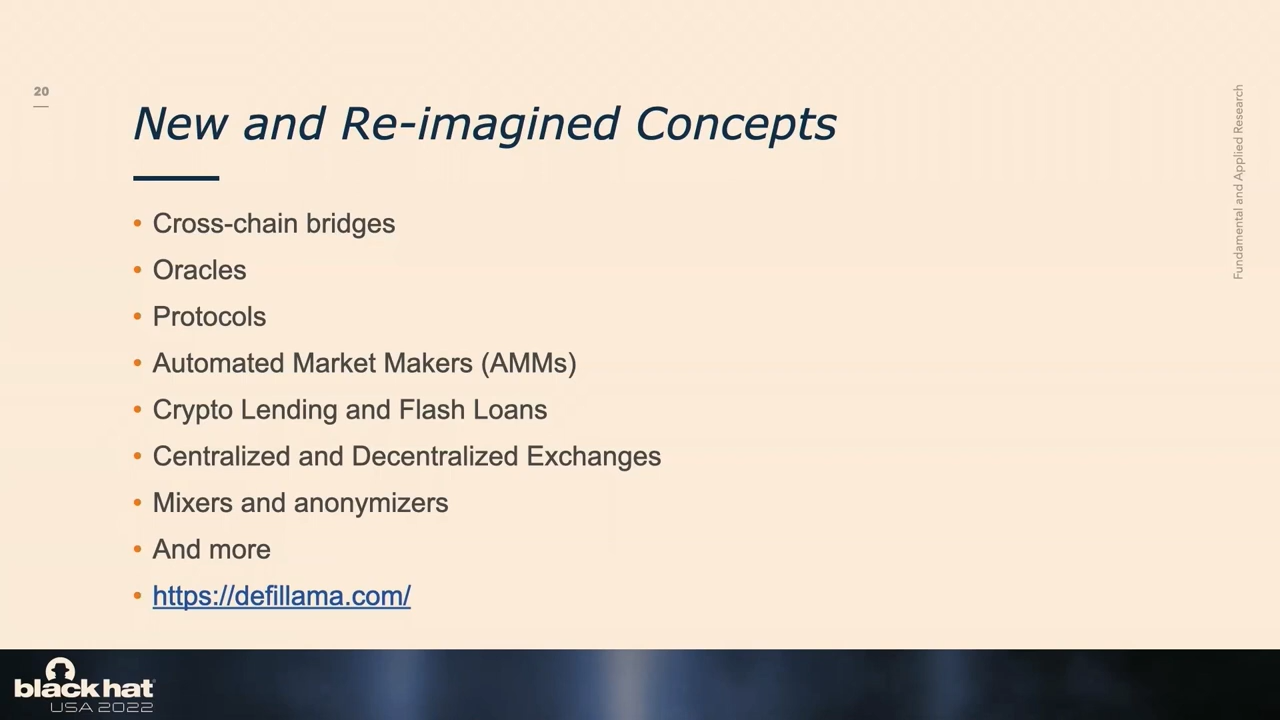 20
New and Re-imagined Concepts
Fundamental and Applied Research
• Cross-chain bridges
• Oracles
• Protocols
• Automated Market Makers (AMMs)
• Crypto Lending and Flash Loans
• Centralized and Decentralized Exchanges
• Mixers and anonymizers
• And more
• https://defillama.com/
black hat
USA 2022